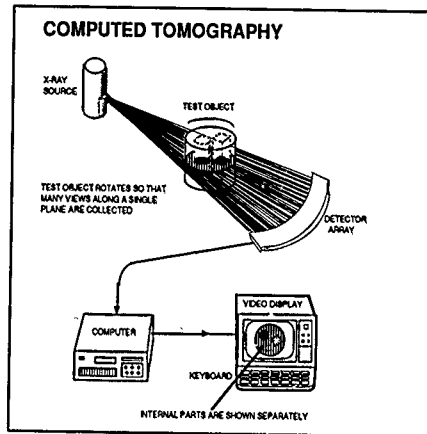 COMPUTED TOMOGRAPHY
X-RAY
SOURCE
TEST OBJECT
TEST OBJECT ROTATES SO THAT
MANY VIEWS ALONG A SINGLE
PLANE ARE COLLECTED
DETECTOR
ARRAY
COMPUTER
VIDEO DISPLAY
KEYBOARD
INTERNAL PARTS ARE SHOWN SEPARATELY